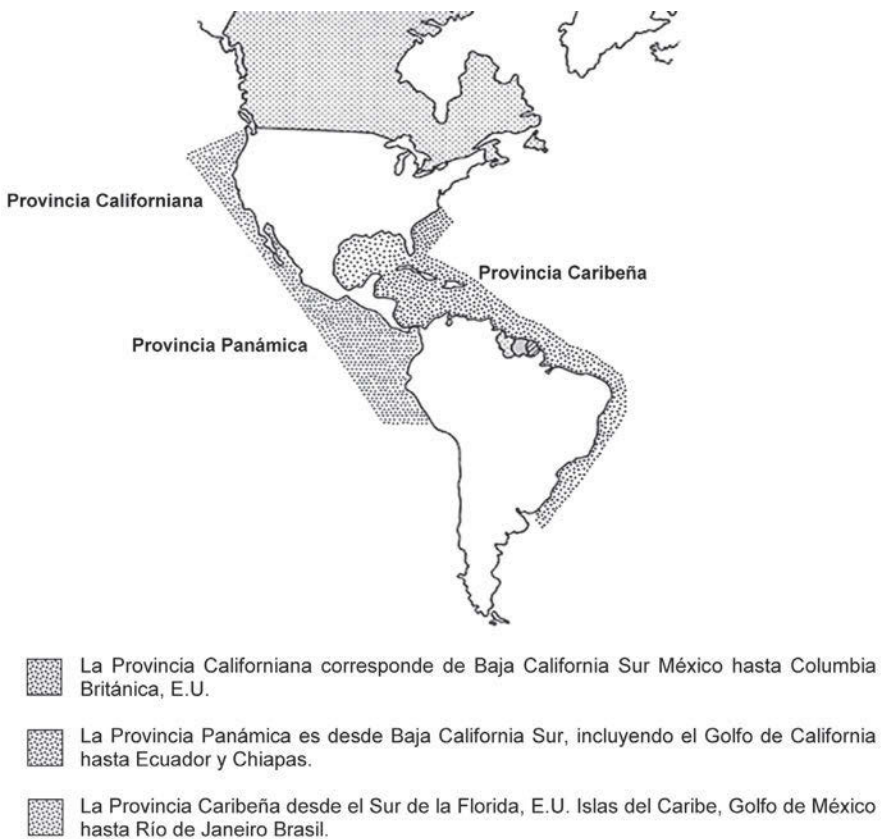 Provincia Californiana
Provincia Caribeña
Provincia Panámica
La Provincia Californiana corresponde de Baja California Sur México hasta Columbia
Británica, E.U.
La Provincia Panámica es desde Baja California Sur, incluyendo el Golfo de California
hasta Ecuador y Chiapas.
La Provincia Caribeña desde el Sur de la Florida, E.U. Islas del Caribe, Golfo de México
hasta Río de Janeiro Brasil.